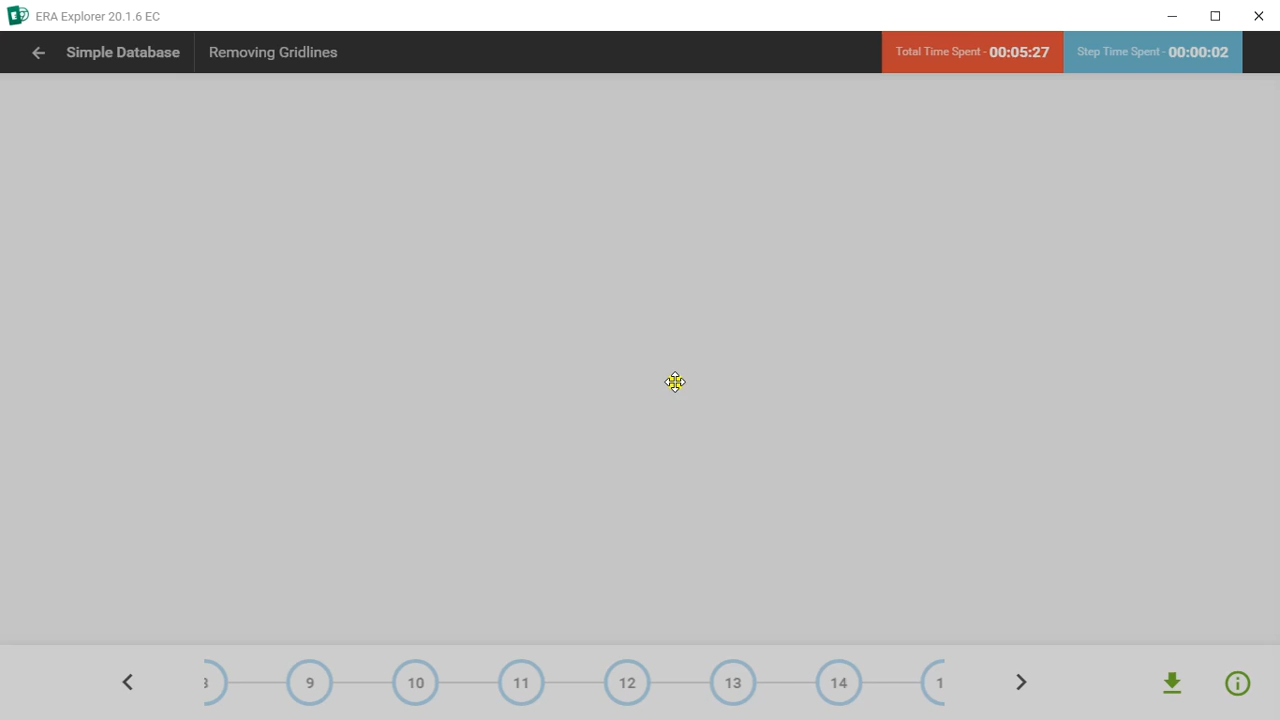 ERA Explorer 20.1.6 EC
Simple Database Removing Gridlines Total Time Spent - 00:05:27 Step Time Spent - 00:00:02
9 10 11 12 13 14 1